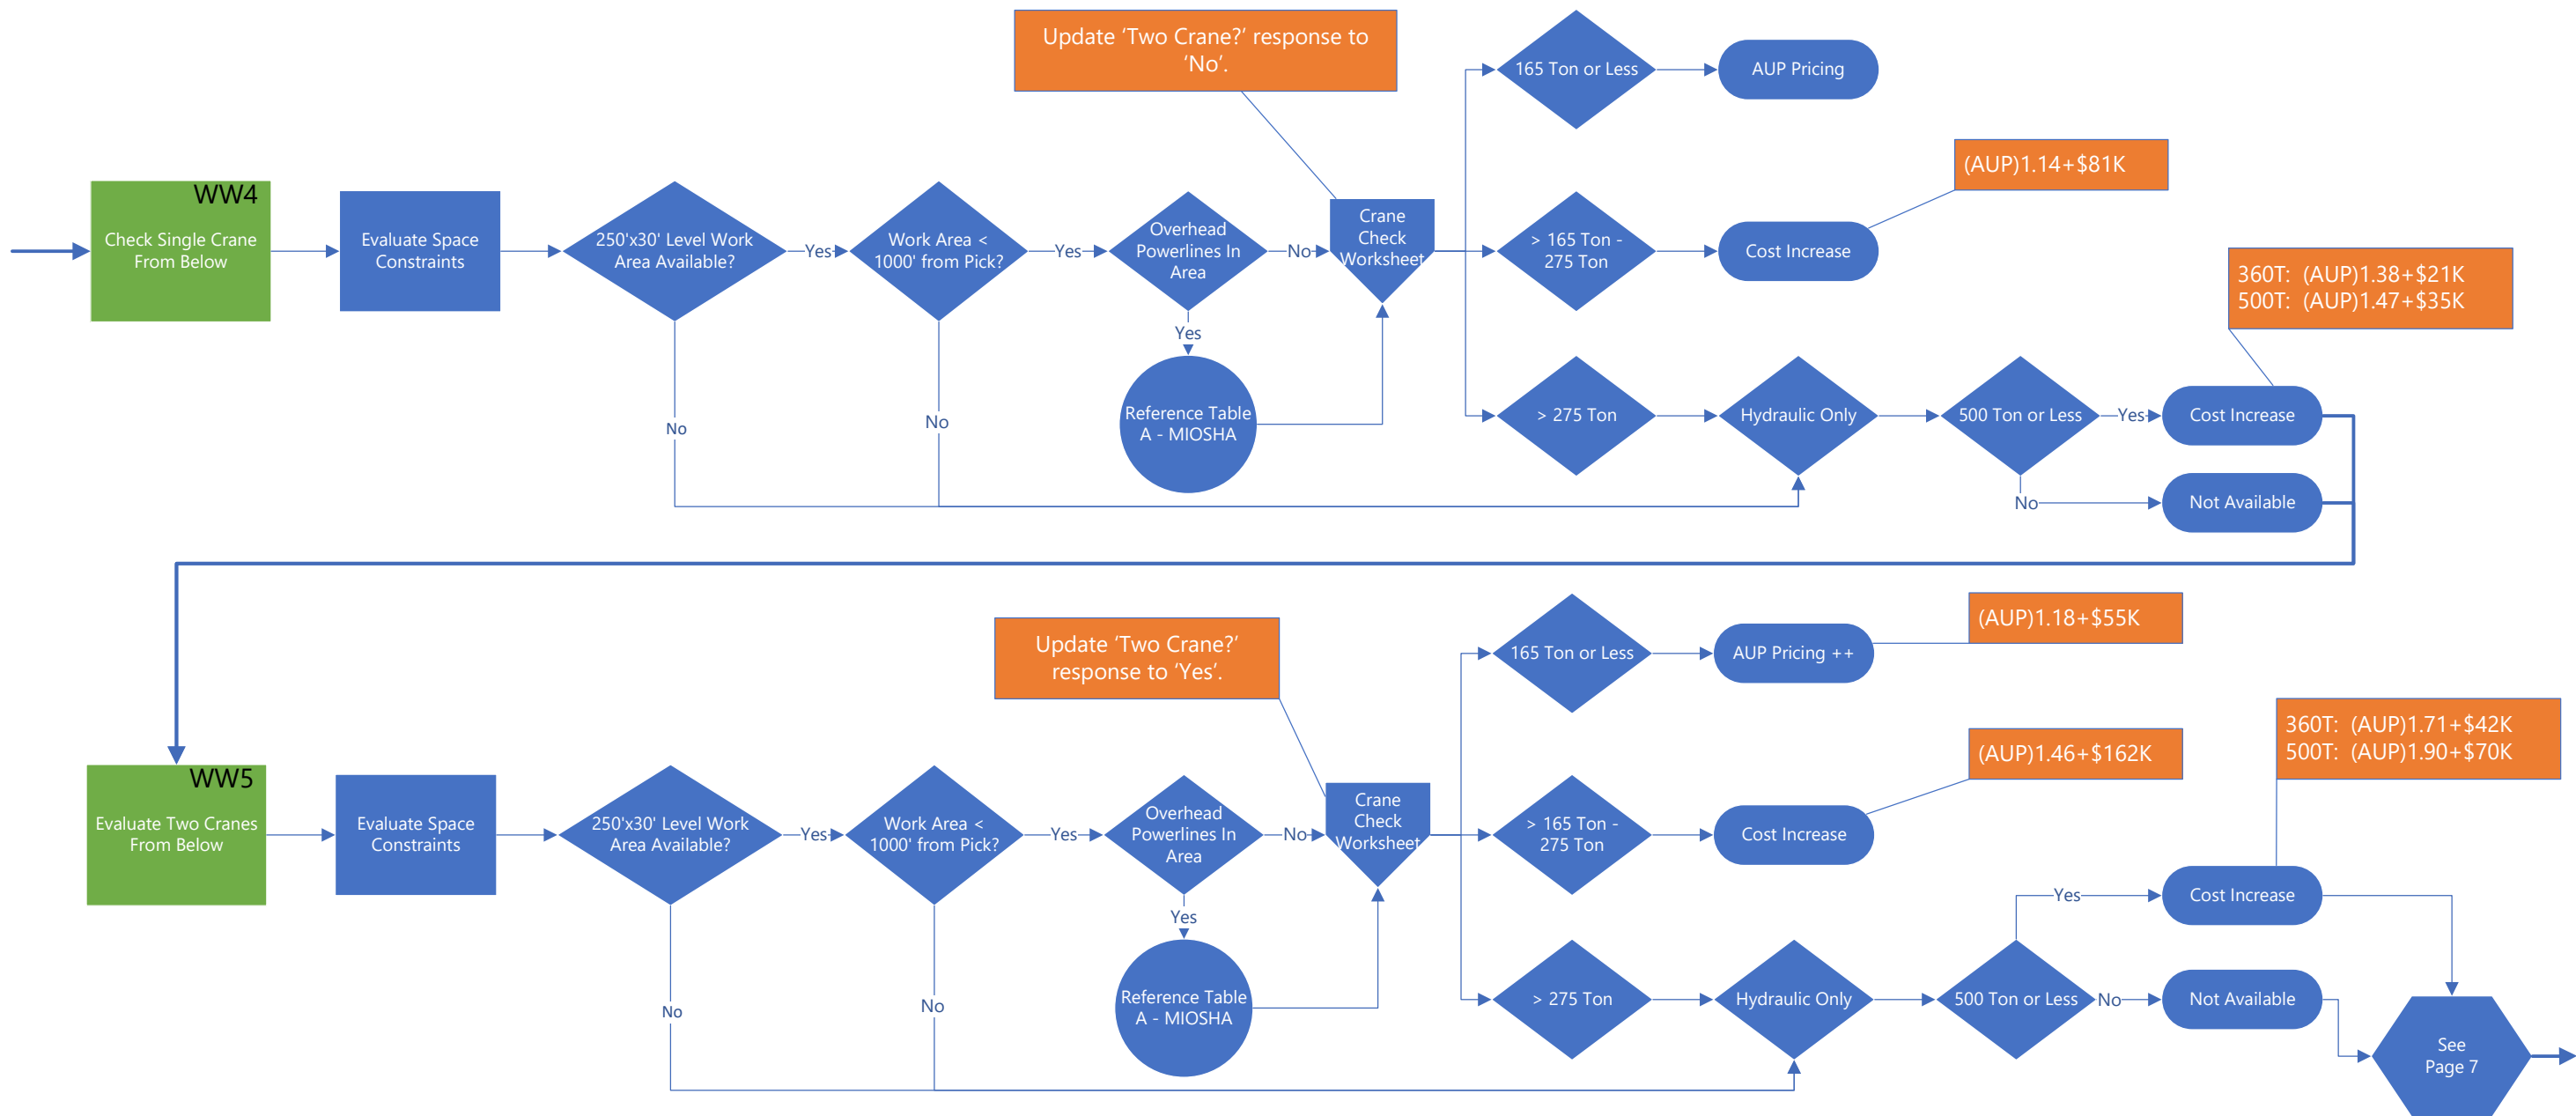 Update ‘Two Crane?’ response to
‘No’.
165 Ton or Less
AUP Pricing
(AUP)1.14+$81K
WW4
Check Single Crane
From Below
Evaluate Space
Constraints
250'x30' Level Work
Area Available?
Yes
Work Area <
1000' from Pick?
Yes
Overhead
Powerlines In
Area
No
Crane
Check
Worksheet
> 165 Ton -
275 Ton
Cost Increase
360T:  (AUP)1.38+$21K
500T:  (AUP)1.47+$35K
Yes
No
No
Reference Table
A - MIOSHA
> 275 Ton
Hydraulic Only
500 Ton or Less
Yes
Cost Increase
No
Not Available
Update ‘Two Crane?’
response to ‘Yes’.
165 Ton or Less
AUP Pricing ++
(AUP)1.18+$55K
WW5
Evaluate Two Cranes
From Below
Evaluate Space
Constraints
250'x30' Level Work
Area Available?
Yes
Work Area <
1000' from Pick?
Yes
Overhead
Powerlines In
Area
No
Crane
Check
Worksheet
> 165 Ton -
275 Ton
Cost Increase
(AUP)1.46+$162K
360T:  (AUP)1.71+$42K
500T:  (AUP)1.90+$70K
Yes
Cost Increase
Yes
No
No
Reference Table
A - MIOSHA
> 275 Ton
Hydraulic Only
500 Ton or Less
No
Not Available
See
Page 7